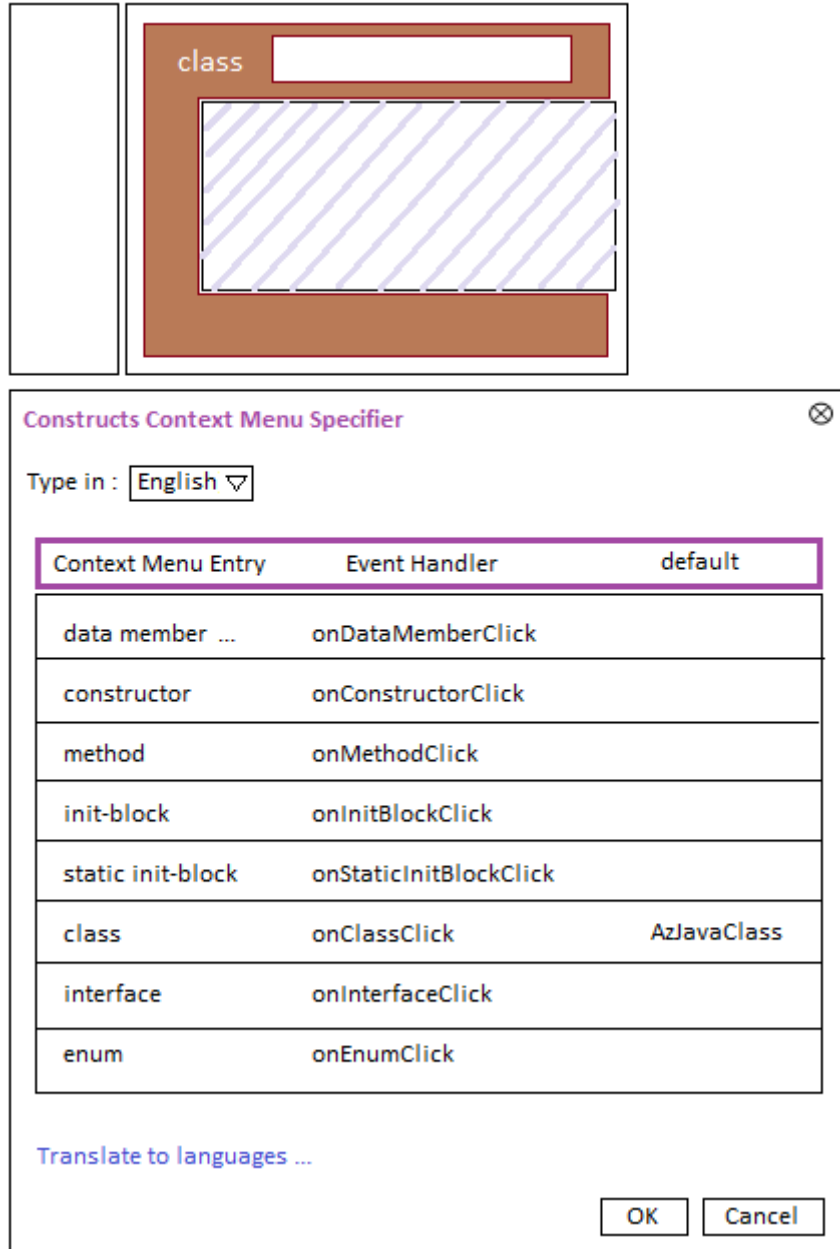 class
Constructs Context Menu Specifier
Type in : English
Context Menu Entry Event Handler default
data member ... onDataMemberClick
constructor onConstructorClick
method onMethodClick
init-block onInitBlockClick
static init-block onStaticInitBlockClick
class onClassClick AzJavaClass
interface onInterfaceClick
enum onEnumClick
Translate to languages ...
OK Cancel